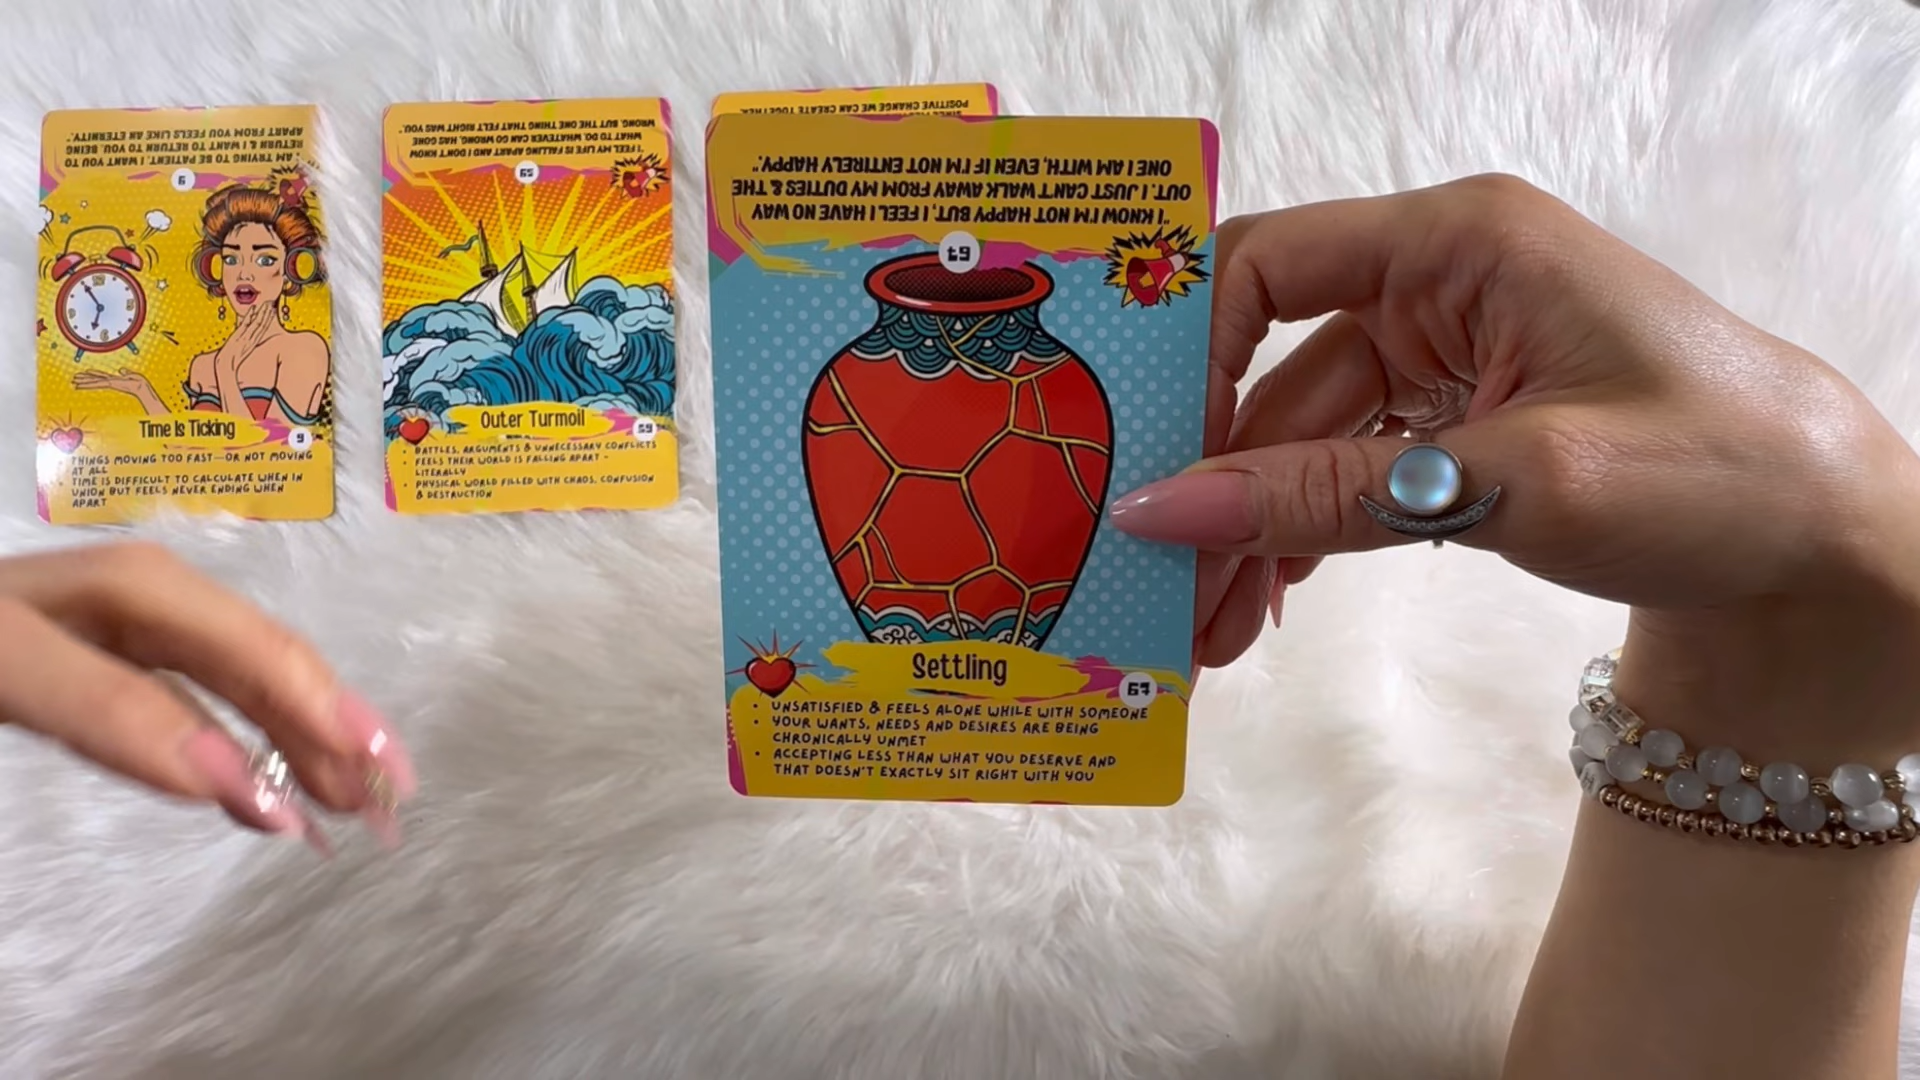 APART FROM YOU FEELS LIKE AN ETERNITY."
RETURN & I WANT TO RETURN TO YOU. BEING
"I AM TRYING TO BE PATIENT. I WANT YOU TO
9
Time Is Ticking
9
• THINGS MOVING TOO FAST—OR NOT MOVING
AT ALL
TIME IS DIFFICULT TO CALCULATE WHEN IN
UNION BUT FEELS NEVER ENDING WHEN
APART
WRONG. BUT THE ONE THING THAT FELT RIGHT WAS YOU."
WHAT TO DO. WHATEVER CAN GO WRONG, HAS GONE
"I FEEL MY LIFE IS FALLING APART AND I DON'T KNOW
59
Outer Turmoil
59
• BATTLES, ARGUMENTS & UNNECESSARY CONFLICTS
• FEELS THEIR WORLD IS FALLING APART -
LITERALLY
• PHYSICAL WORLD FILLED WITH CHAOS, CONFUSION
& DESTRUCTION
POSITIVE CHANGE WE CAN CREATE TOGETHER.
ONE I AM WITH, EVEN IF I'M NOT ENTIRELY HAPPY."
OUT. I JUST CAN'T WALK AWAY FROM MY DUTIES & THE
"I KNOW I'M NOT HAPPY BUT, I FEEL I HAVE NO WAY
67
Settling
67
• UNSATISFIED & FEELS ALONE WHILE WITH SOMEONE
• YOUR WANTS, NEEDS AND DESIRES ARE BEING
CHRONICALLY UNMET
• ACCEPTING LESS THAN WHAT YOU DESERVE AND
THAT DOESN'T EXACTLY SIT RIGHT WITH YOU